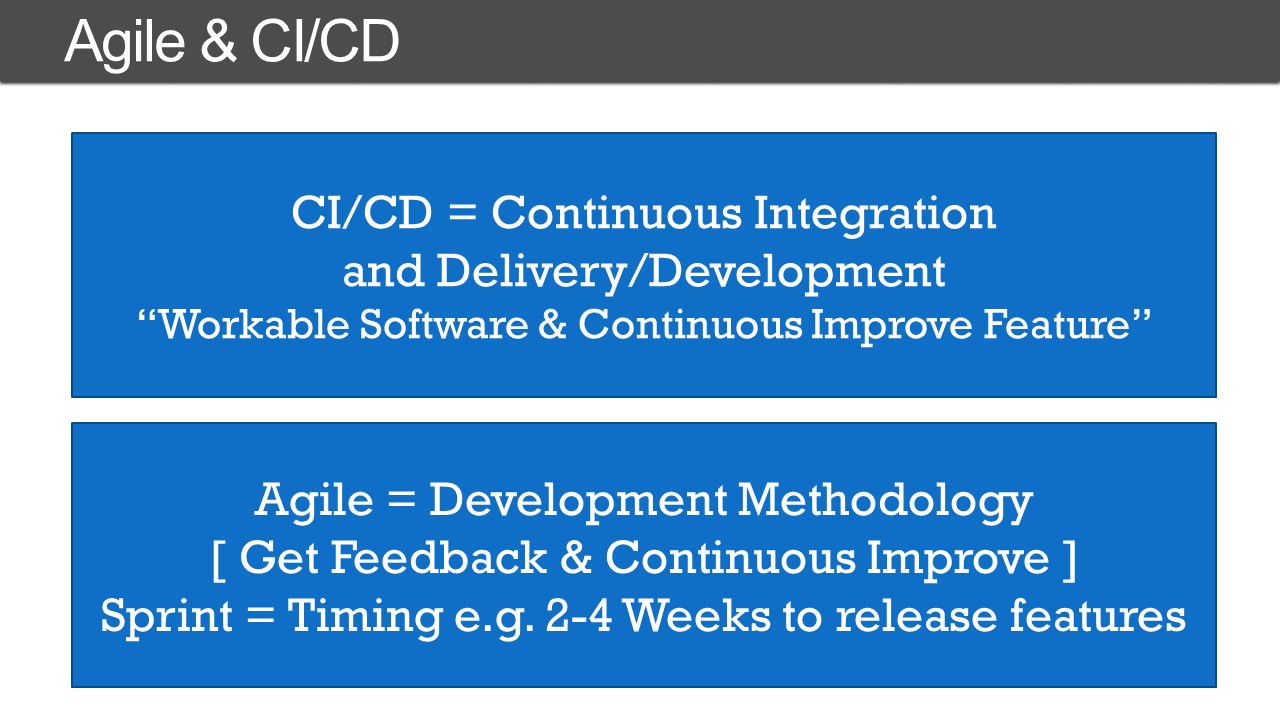 Agile & CI/CD
CI/CD = Continuous Integration
and Delivery/Development
“Workable Software & Continuous Improve Feature”
Agile = Development Methodology
[ Get Feedback & Continuous Improve ]
Sprint = Timing e.g. 2-4 Weeks to release features